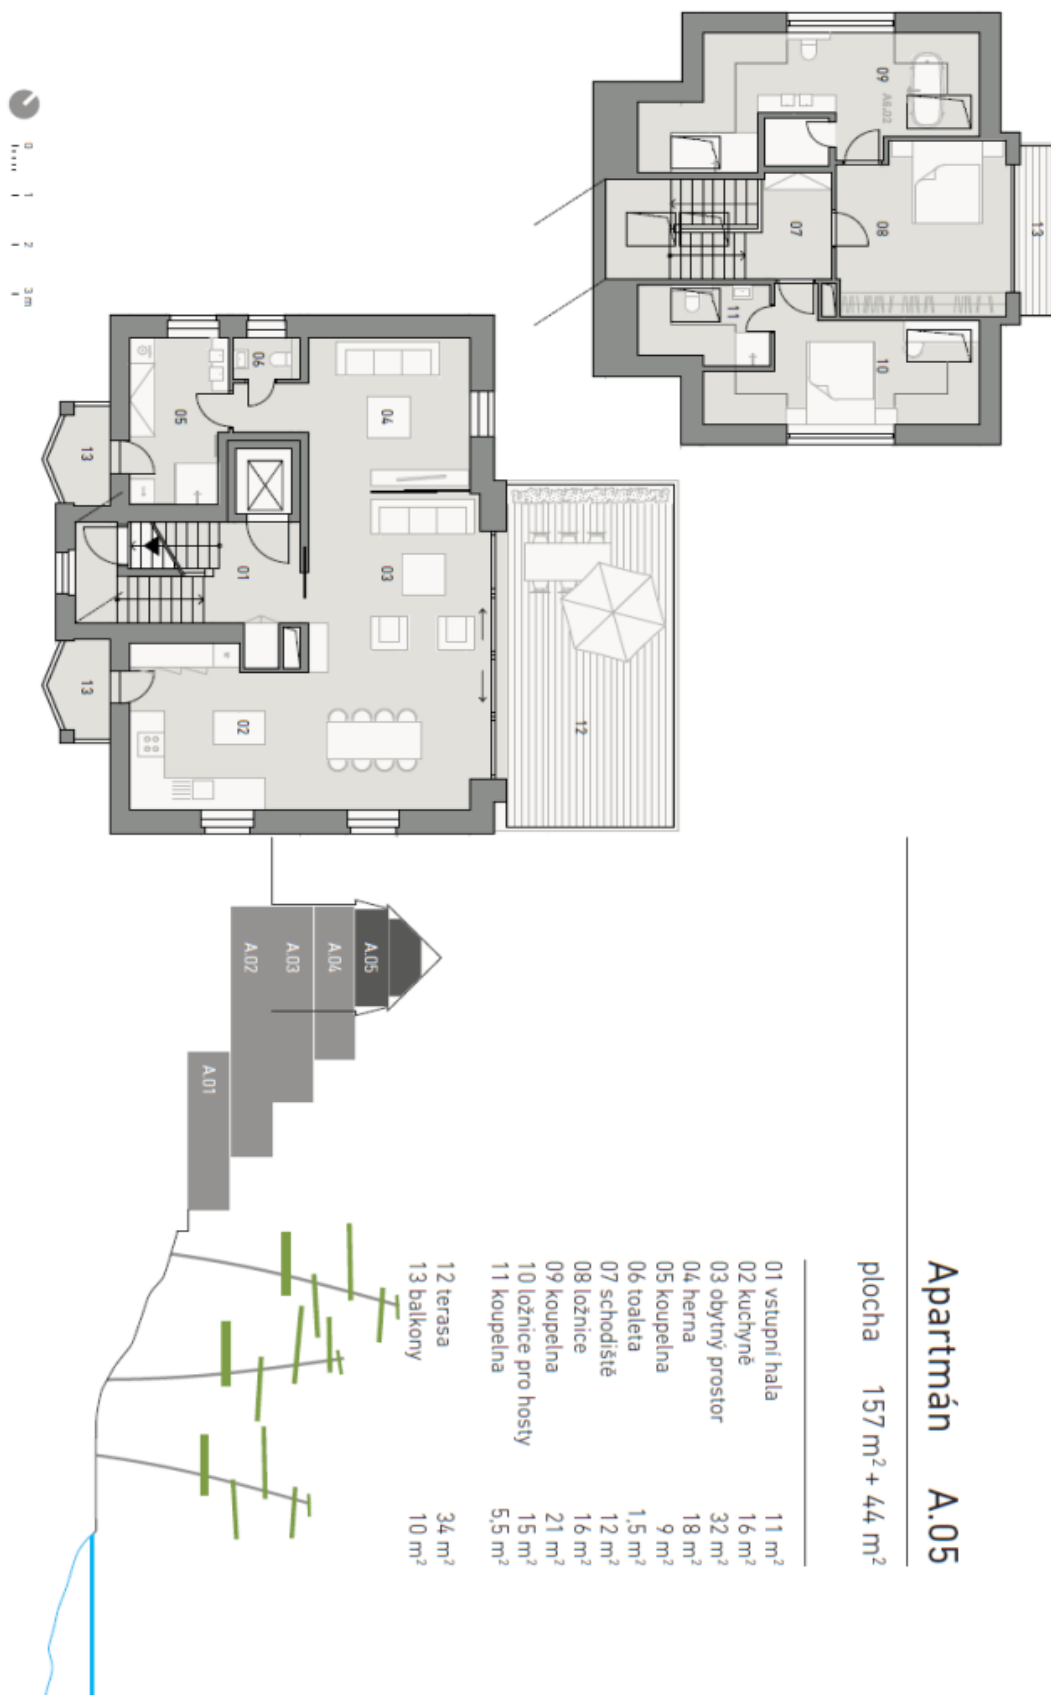 Apartmán A.05
plocha 157 m² + 44 m²
01 vstupní hala 11 m²
02 kuchyně 16 m²
03 obytný prostor 32 m²
04 herna 18 m²
05 koupelna 9 m²
06 toaleta 1,5 m²
07 schodiště 12 m²
08 ložnice 16 m²
09 koupelna 21 m²
10 ložnice pro hosty 15 m²
11 koupelna 5,5 m²
12 terasa 34 m²
13 balkony 10 m²
13
08
09
A6.02
07
10
11
12
04
03
02
06
05
01
13
13
A.05
A.04
A.03
A.02
A.01
0 1 2 3m